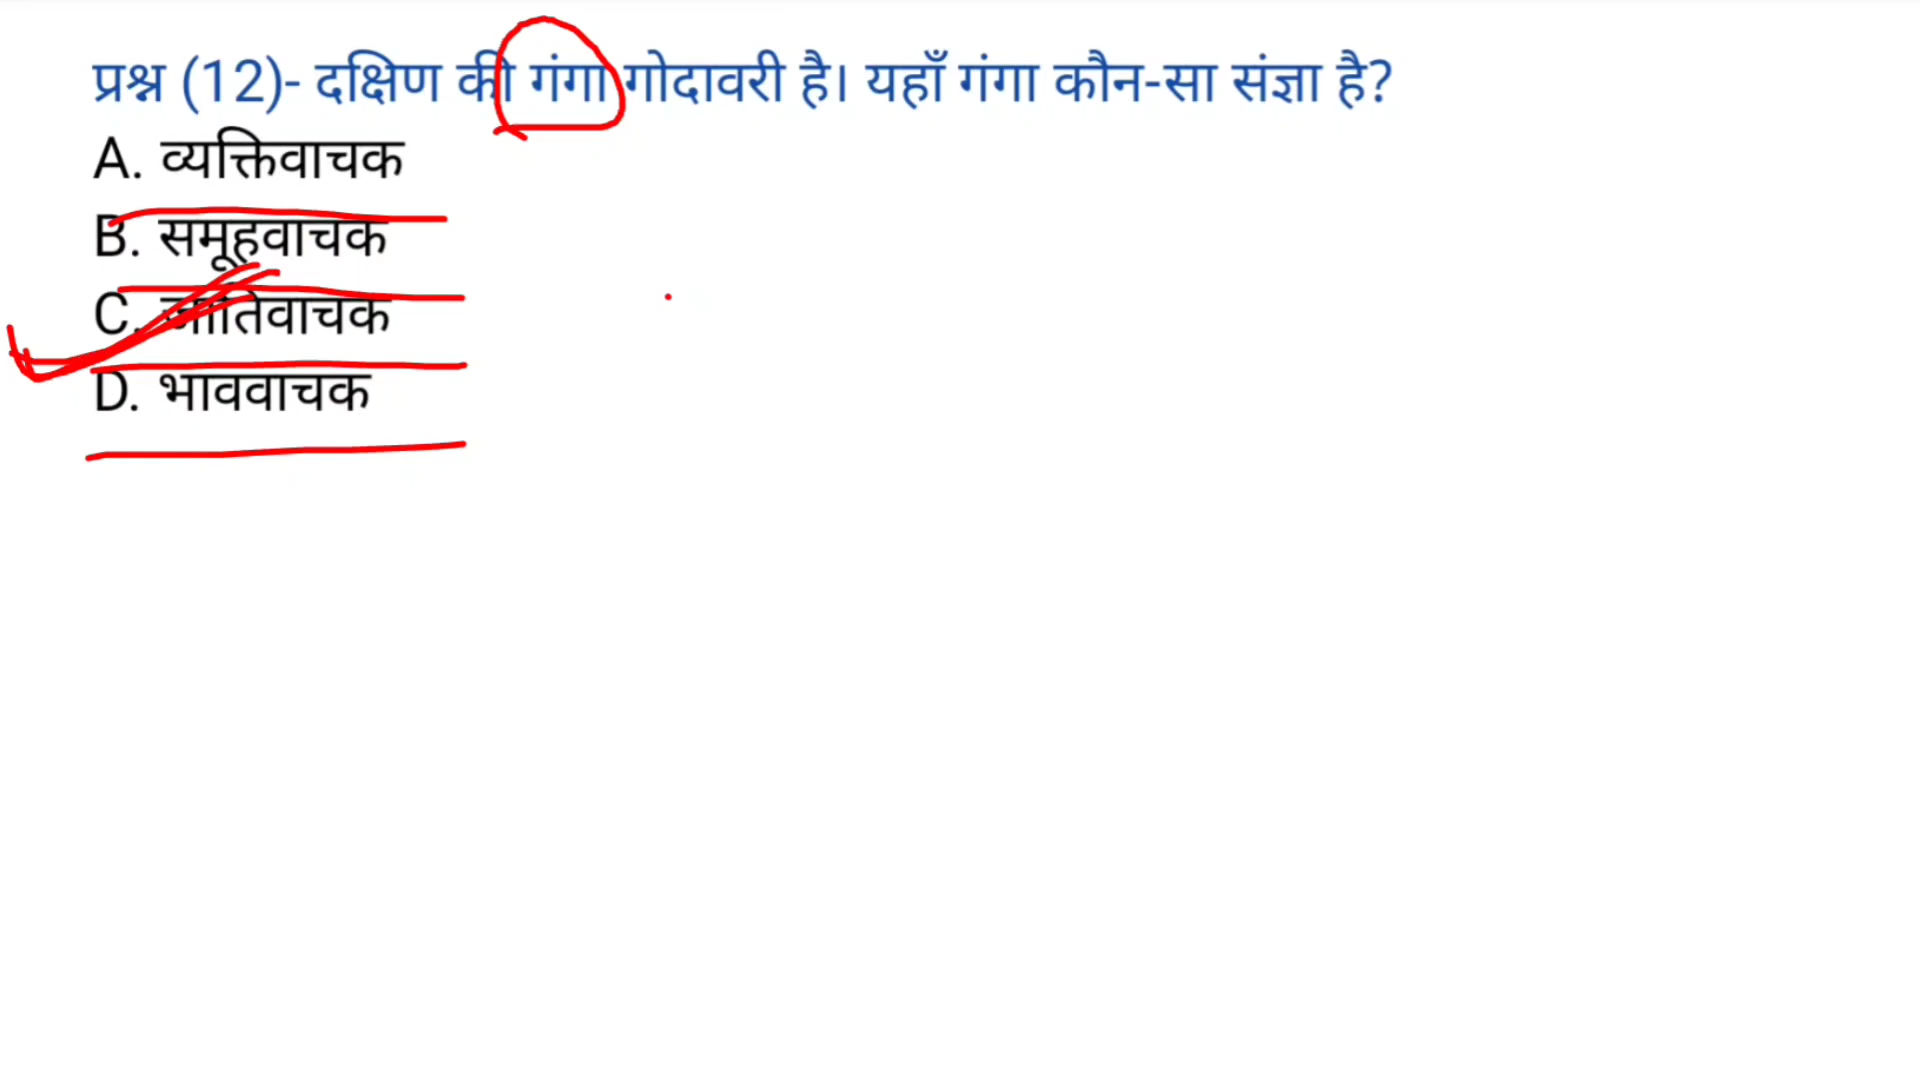 प्रश्न (12)- दक्षिण की गंगा गोदावरी है। यहाँ गंगा कौन-सा संज्ञा है?
A. व्यक्तिवाचक
B. समूहवाचक
C. जातिवाचक
D. भाववाचक